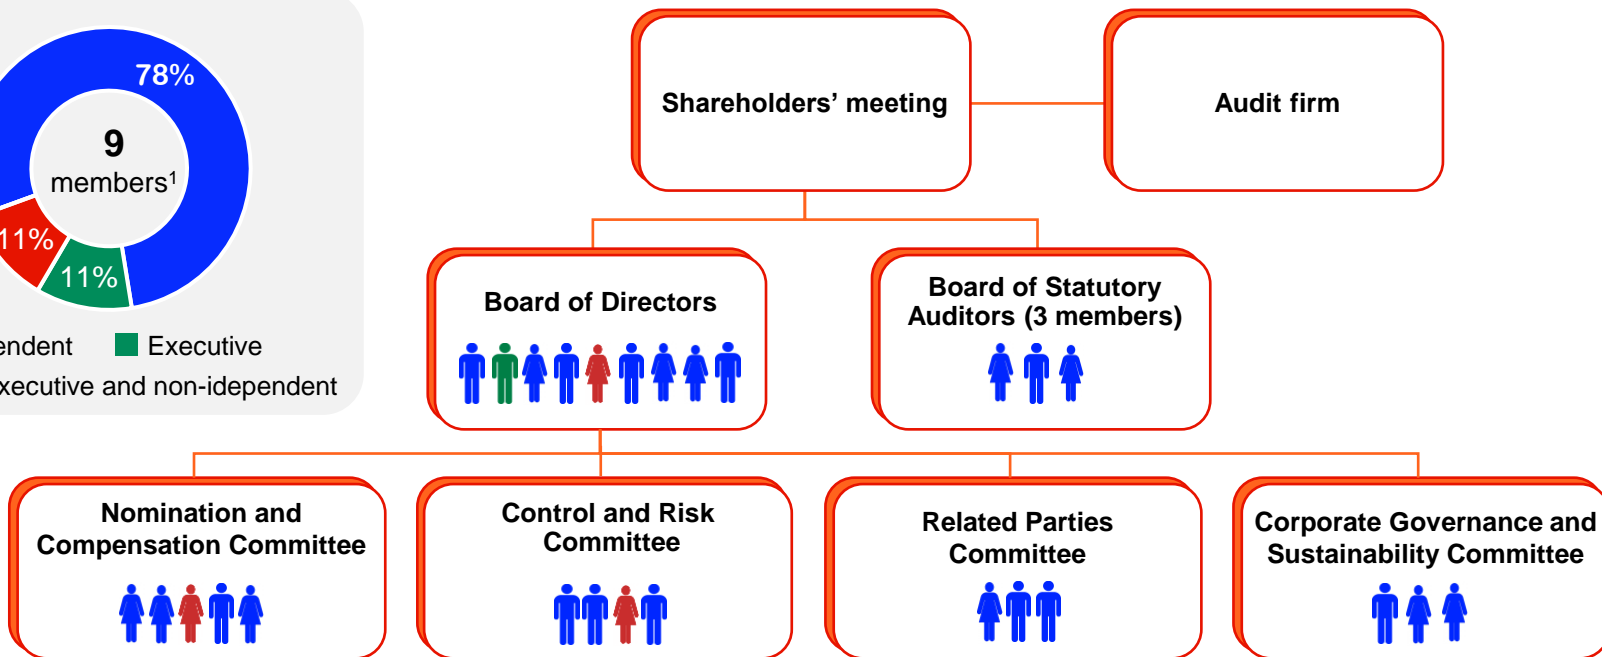 78%
9
members¹
11%
11%
Executive
and non-idependent
Shareholders’ meeting
Audit firm
Board of Directors
Board of Statutory
Auditors (3 members)
Nomination and
Compensation Committee
Control and Risk
Committee
Related Parties
Committee
Corporate Governance and
Sustainability Committee